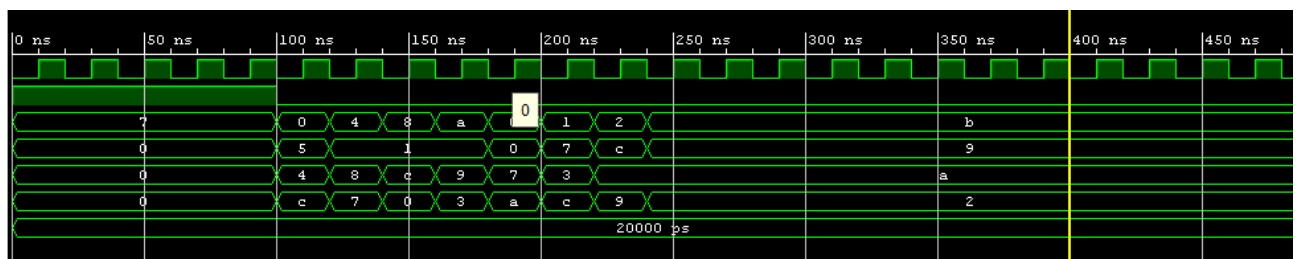 0 ns 50 ns 100 ns 150 ns 200 ns 250 ns 300 ns 350 ns 400 ns 450 ns
0
7 0 4 8 a 1 2 b
0 5 1 0 7 c 9
0 4 8 c 9 7 3 a
0 c 7 0 3 a c 9 2
20000 ps